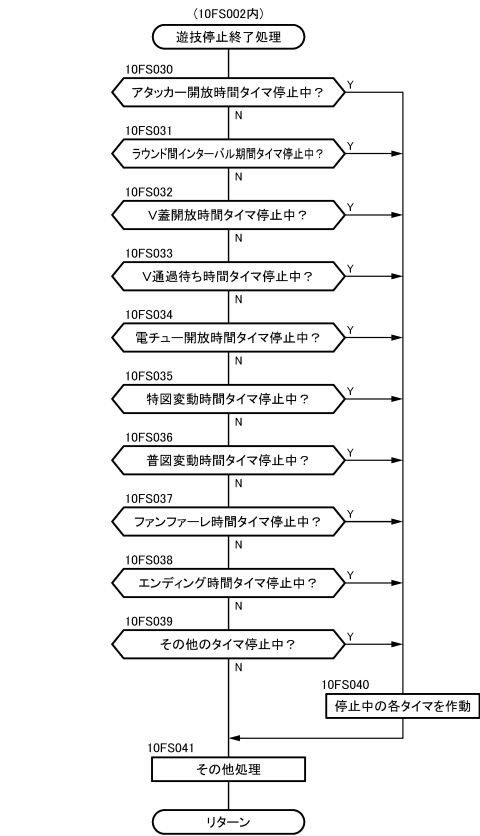 (10FS002内)
遊技停止終了処理
10FS030
アタッカー開放時間タイマ停止中？
Y
N
10FS031
ラウンド間インターバル期間タイマ停止中？
Y
N
10FS032
V蓋開放時間タイマ停止中？
Y
N
10FS033
V通過待ち時間タイマ停止中？
Y
N
10FS034
電チュー開放時間タイマ停止中？
Y
N
10FS035
特図変動時間タイマ停止中？
Y
N
10FS036
普図変動時間タイマ停止中？
Y
N
10FS037
ファンファーレ時間タイマ停止中？
Y
N
10FS038
エンディング時間タイマ停止中？
Y
N
10FS039
その他のタイマ停止中？
Y
N
10FS040
停止中の各タイマを作動
10FS041
その他処理
リターン